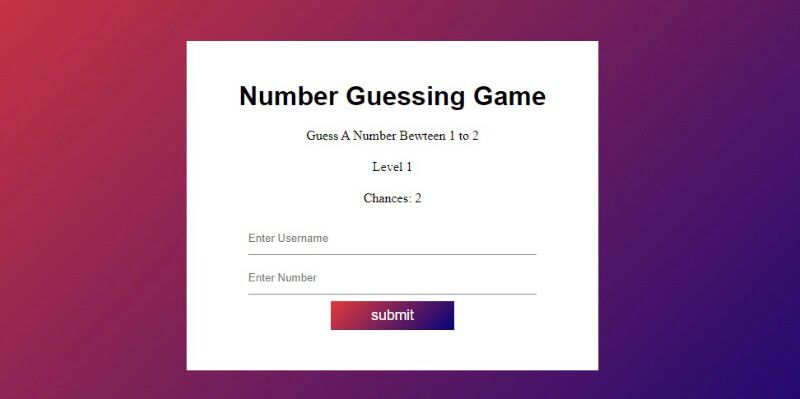 Number Guessing Game
Guess A Number Bewteen 1 to 2
Level 1
Chances: 2
Enter Username
Enter Number
submit